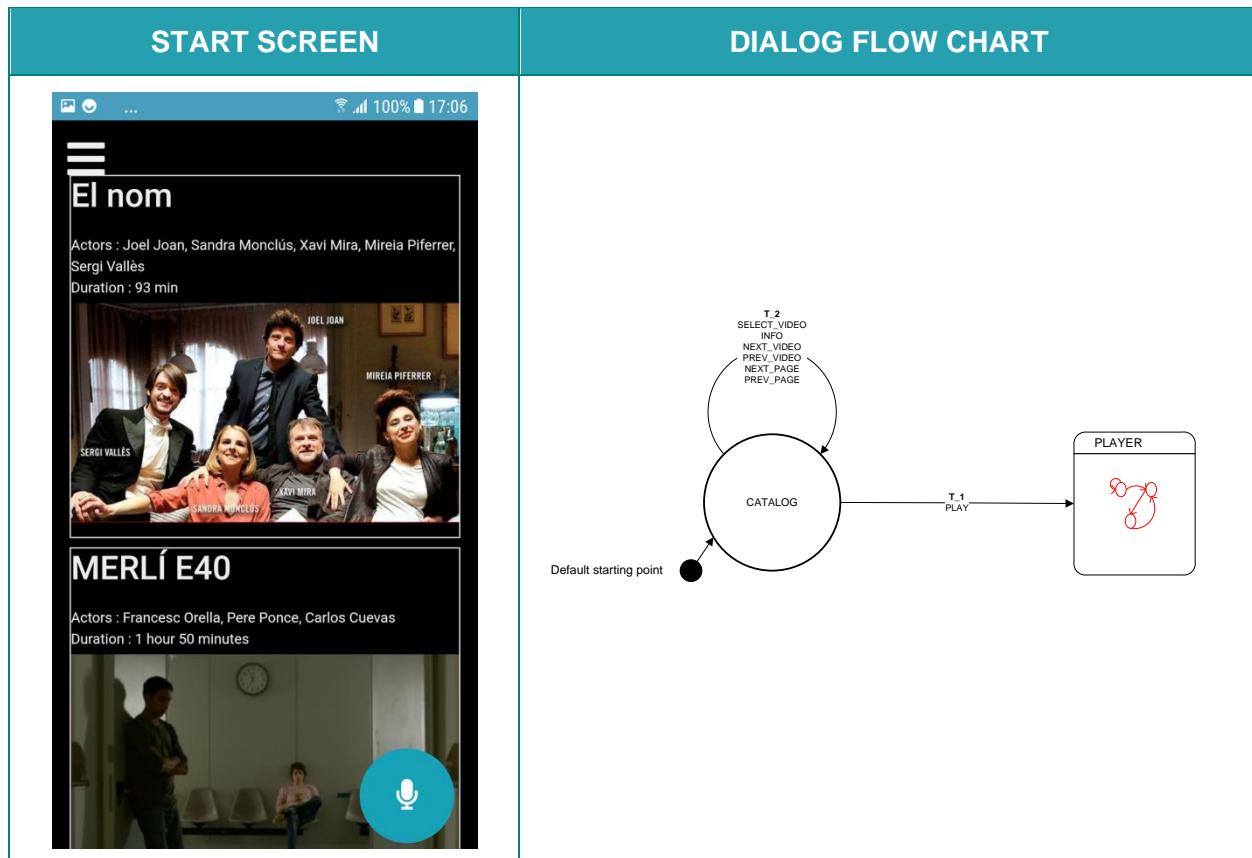 START SCREEN
DIALOG FLOW CHART
... 100% 17:06
El nom
Actors : Joel Joan, Sandra Monclús, Xavi Mira, Mireia Piferrer,
Sergi Vallès
Duration : 93 min
JOEL JOAN
MIREIA PIFERRER
SERGI VALLÈS
XAVI MIRA
SANDRA MONCLÚS
MERLÍ E40
Actors : Francesc Orella, Pere Ponce, Carlos Cuevas
Duration : 1 hour 50 minutes
T_2
SELECT_VIDEO
INFO
NEXT_VIDEO
PREV_VIDEO
NEXT_PAGE
PREV_PAGE
CATALOG
T_1
PLAY
PLAYER
Default starting point